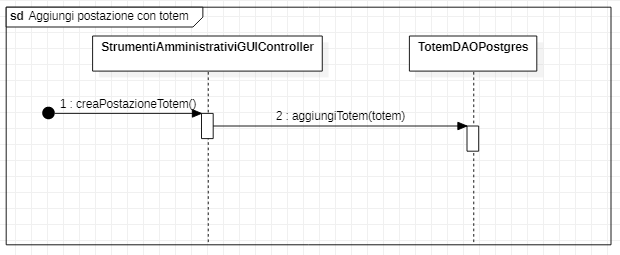 sd Aggiungi postazione con totem
StrumentiAmministrativiGUIController
TotemDAOPostgres
1 : creaPostazioneTotem()
2 : aggiungiTotem(totem)